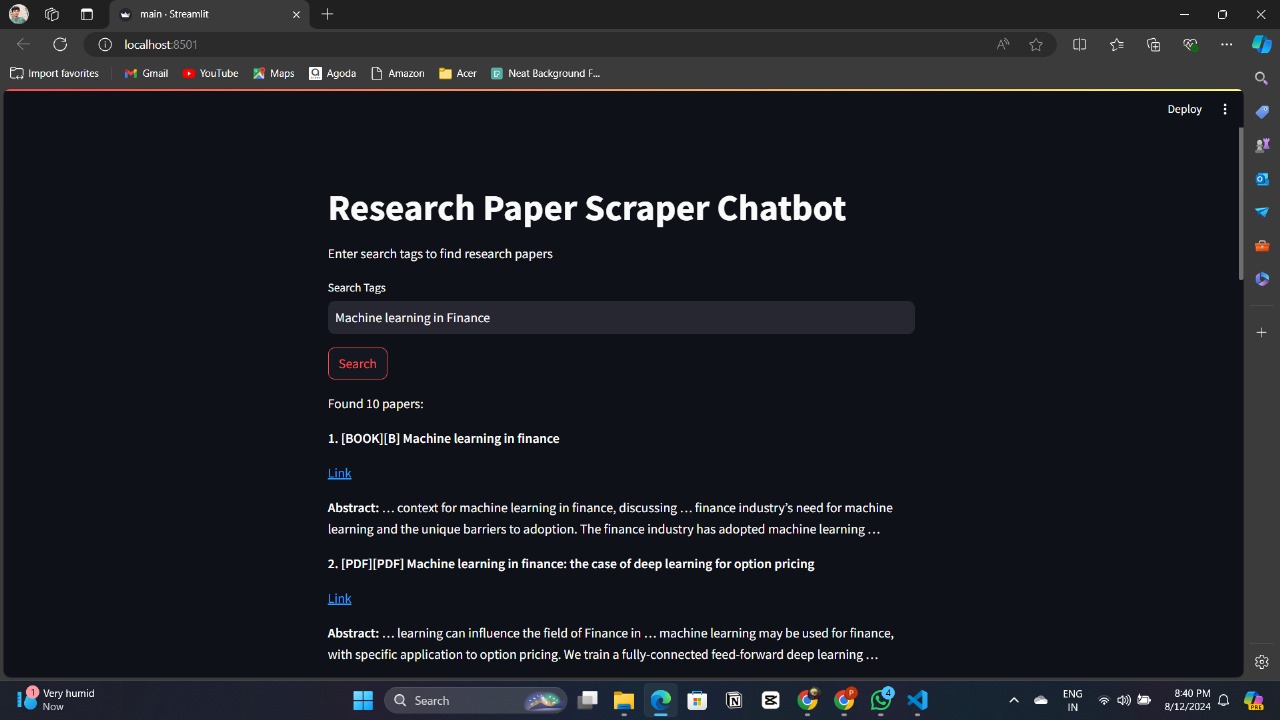 main · Streamlit
localhost:8501
Import favorites
Gmail
YouTube
Maps
Agoda
Amazon
Acer
Neat Background F...
Deploy
Research Paper Scraper Chatbot
Enter search tags to find research papers
Search Tags
Machine learning in Finance
Search
Found 10 papers:
1. [BOOK][B] Machine learning in finance
Link
Abstract: … context for machine learning in finance, discussing … finance industry's need for machine
learning and the unique barriers to adoption. The finance industry has adopted machine learning …
2. [PDF][PDF] Machine learning in finance: the case of deep learning for option pricing
Link
Abstract: … learning can influence the field of Finance in … machine learning may be used for finance,
with specific application to option pricing. We train a fully-connected feed-forward deep learning …
1
Very humid
Now
Search
P
4
ENG
IN
8:40 PM
8/12/2024
PRE